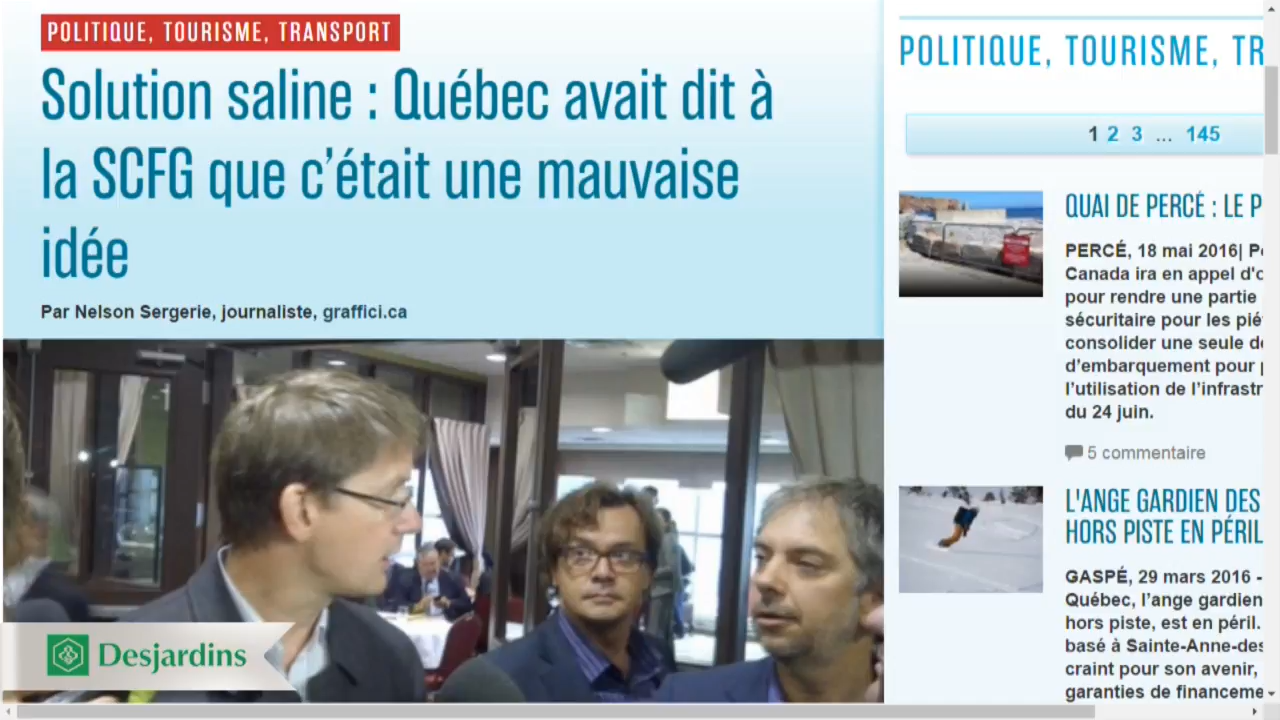 POLITIQUE, TOURISME, TRANSPORT
Solution saline : Québec avait dit à
la SCFG que c'était une mauvaise
idée
Par Nelson Sergerie, journaliste, graffici.ca
Desjardins
POLITIQUE, TOURISME, TR
1 2 3 ... 145
QUAI DE PERCÉ : LE P
PERCÉ, 18 mai 2016|
Canada ira en appel d'o
pour rendre une partie
sécuritaire pour les pié
consolider une seule de
d'embarquement pour
l'utilisation de l'infrastr
du 24 juin.
5 commentaire
L'ANGE GARDIEN DES
HORS PISTE EN PÉRIL
GASPÉ, 29 mars 2016 -
Québec, l'ange gardien
hors piste, est en péril.
basé à Sainte-Anne-des
craint pour son avenir,
garanties de financeme